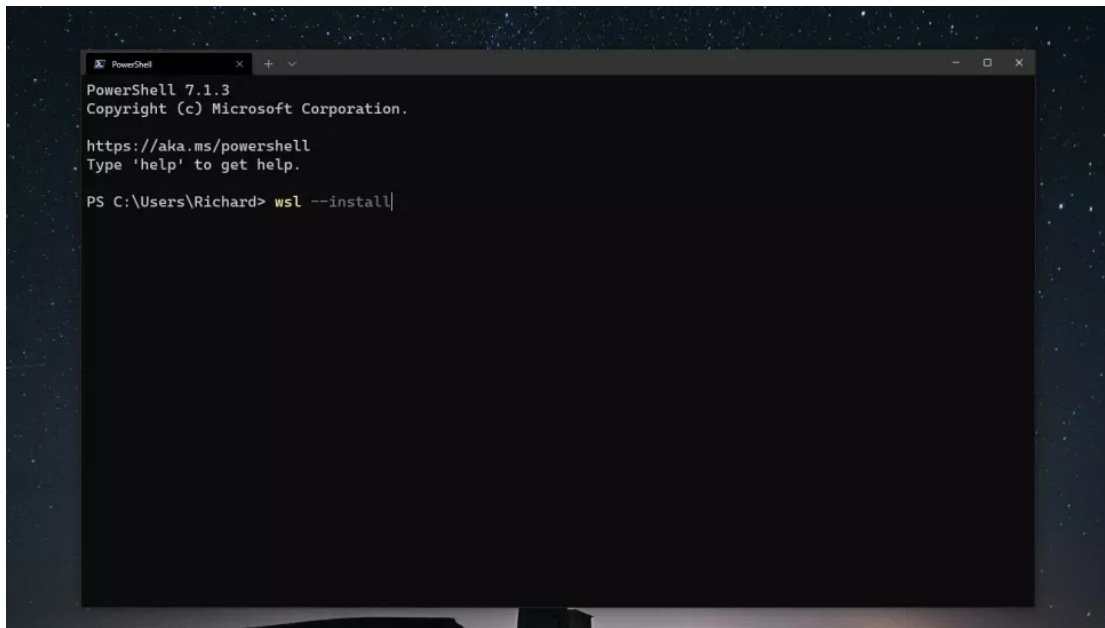 PowerShell
PowerShell 7.1.3
Copyright (c) Microsoft Corporation.
https://aka.ms/powershell
Type 'help' to get help.
PS C:\Users\Richard> wsl --install